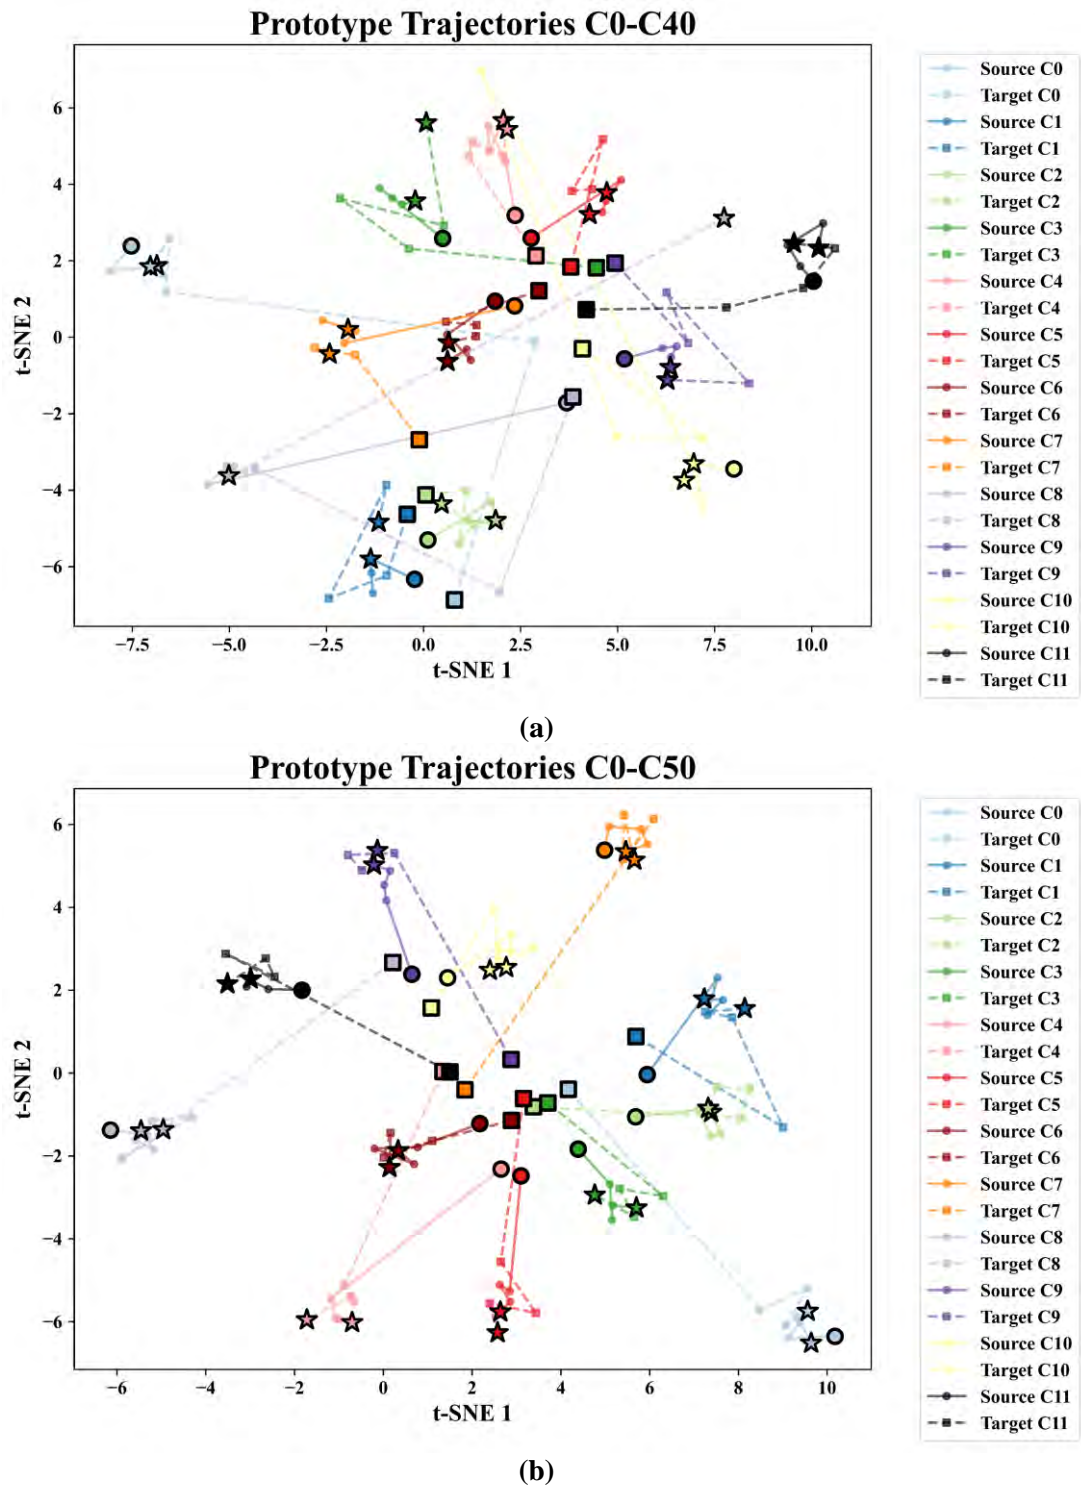 Prototype Trajectories C0-C40
6
4
2
0
−2
−4
−6
t-SNE 2
−7.5 −5.0 −2.5 0.0 2.5 5.0 7.5 10.0
t-SNE 1
Source C0
Target C0
Source C1
Target C1
Source C2
Target C2
Source C3
Target C3
Source C4
Target C4
Source C5
Target C5
Source C6
Target C6
Source C7
Target C7
Source C8
Target C8
Source C9
Target C9
Source C10
Target C10
Source C11
Target C11
(a)
Prototype Trajectories C0-C50
6
4
2
0
−2
−4
−6
t-SNE 2
−6 −4 −2 0 2 4 6 8 10
t-SNE 1
Source C0
Target C0
Source C1
Target C1
Source C2
Target C2
Source C3
Target C3
Source C4
Target C4
Source C5
Target C5
Source C6
Target C6
Source C7
Target C7
Source C8
Target C8
Source C9
Target C9
Source C10
Target C10
Source C11
Target C11
(b)